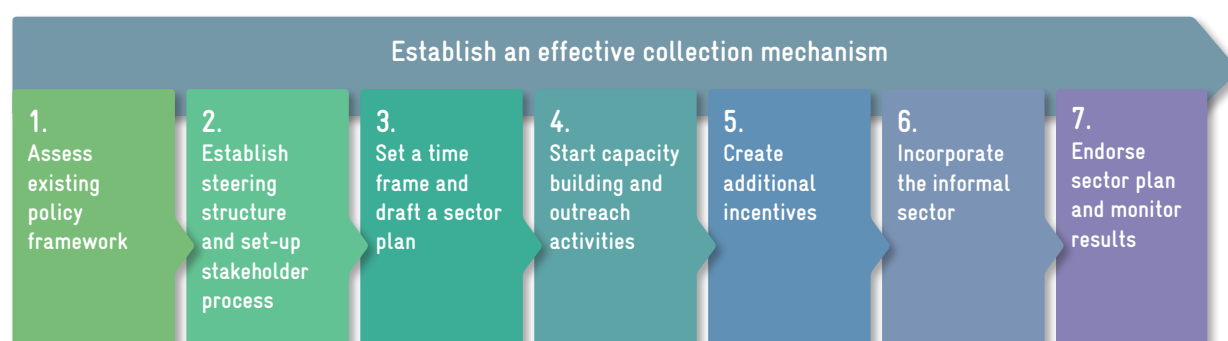 Establish an effective collection mechanism
1.
Assess
existing
policy
framework
2.
Establish
steering
structure
and set-up
stakeholder
process
3.
Set a time
frame and
draft a sector
plan
4.
Start capacity
building and
outreach
activities
5.
Create
additional
incentives
6.
Incorporate
the informal
sector
7.
Endorse
sector plan
and monitor
results